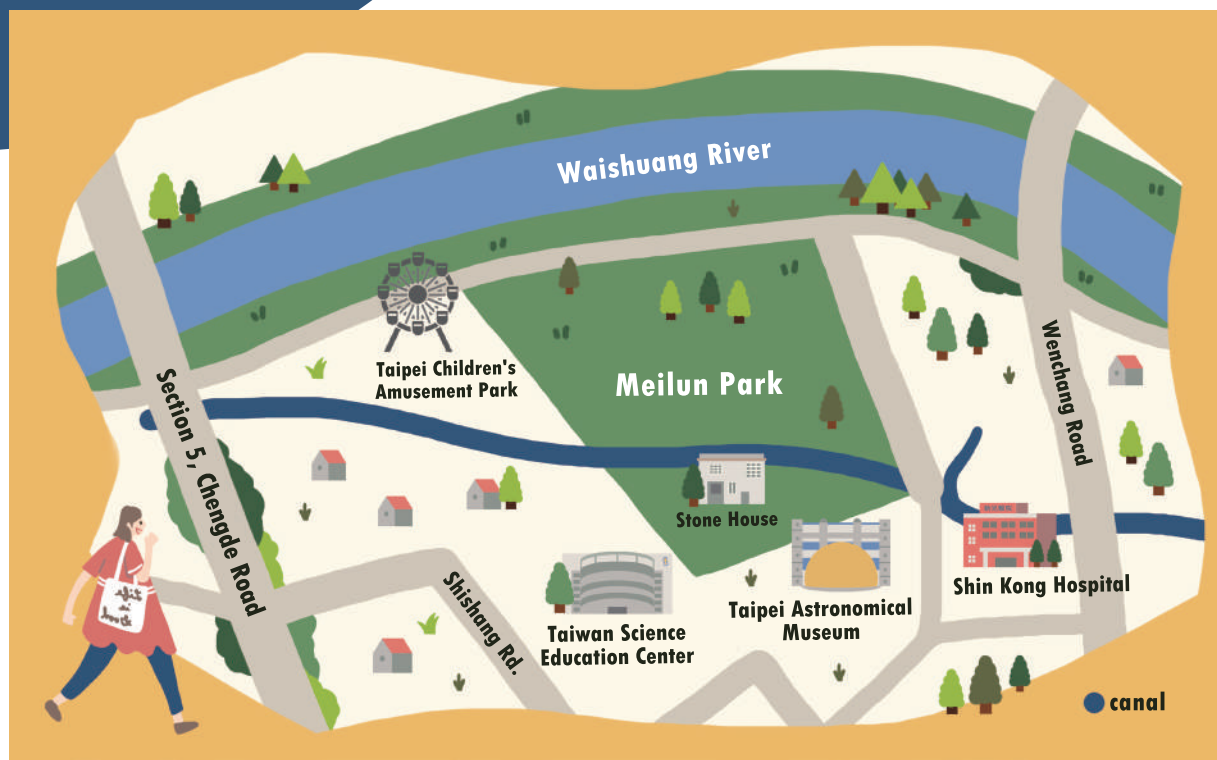 Waishuang River
Taipei Children's
Amusement Park
Meilun Park
Wenchang Road
Section 5, Chengde Road
Stone House
Shin Kong Hospital
Shishang Rd.
Taipei Astronomical
Museum
Taiwan Science
Education Center
canal